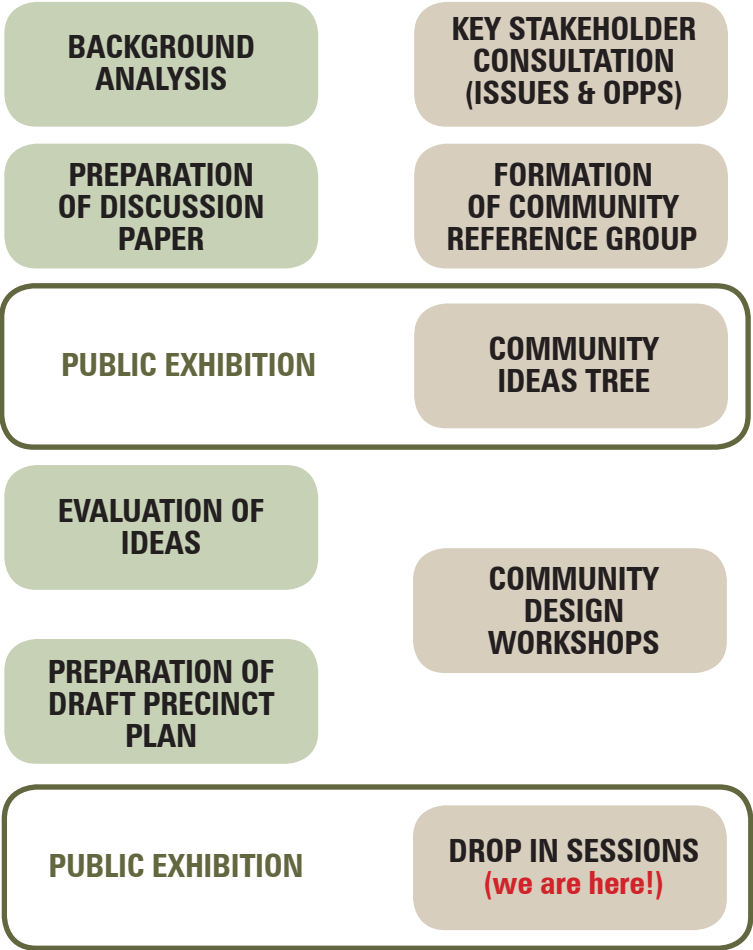 BACKGROUND
ANALYSIS
KEY STAKEHOLDER
CONSULTATION
(ISSUES & OPPS)
PREPARATION
OF DISCUSSION
PAPER
FORMATION
OF COMMUNITY
REFERENCE GROUP
PUBLIC EXHIBITION
COMMUNITY
IDEAS TREE
EVALUATION OF
IDEAS
COMMUNITY
DESIGN
WORKSHOPS
PREPARATION OF
DRAFT PRECINCT
PLAN
PUBLIC EXHIBITION
DROP IN SESSIONS
(we are here!)